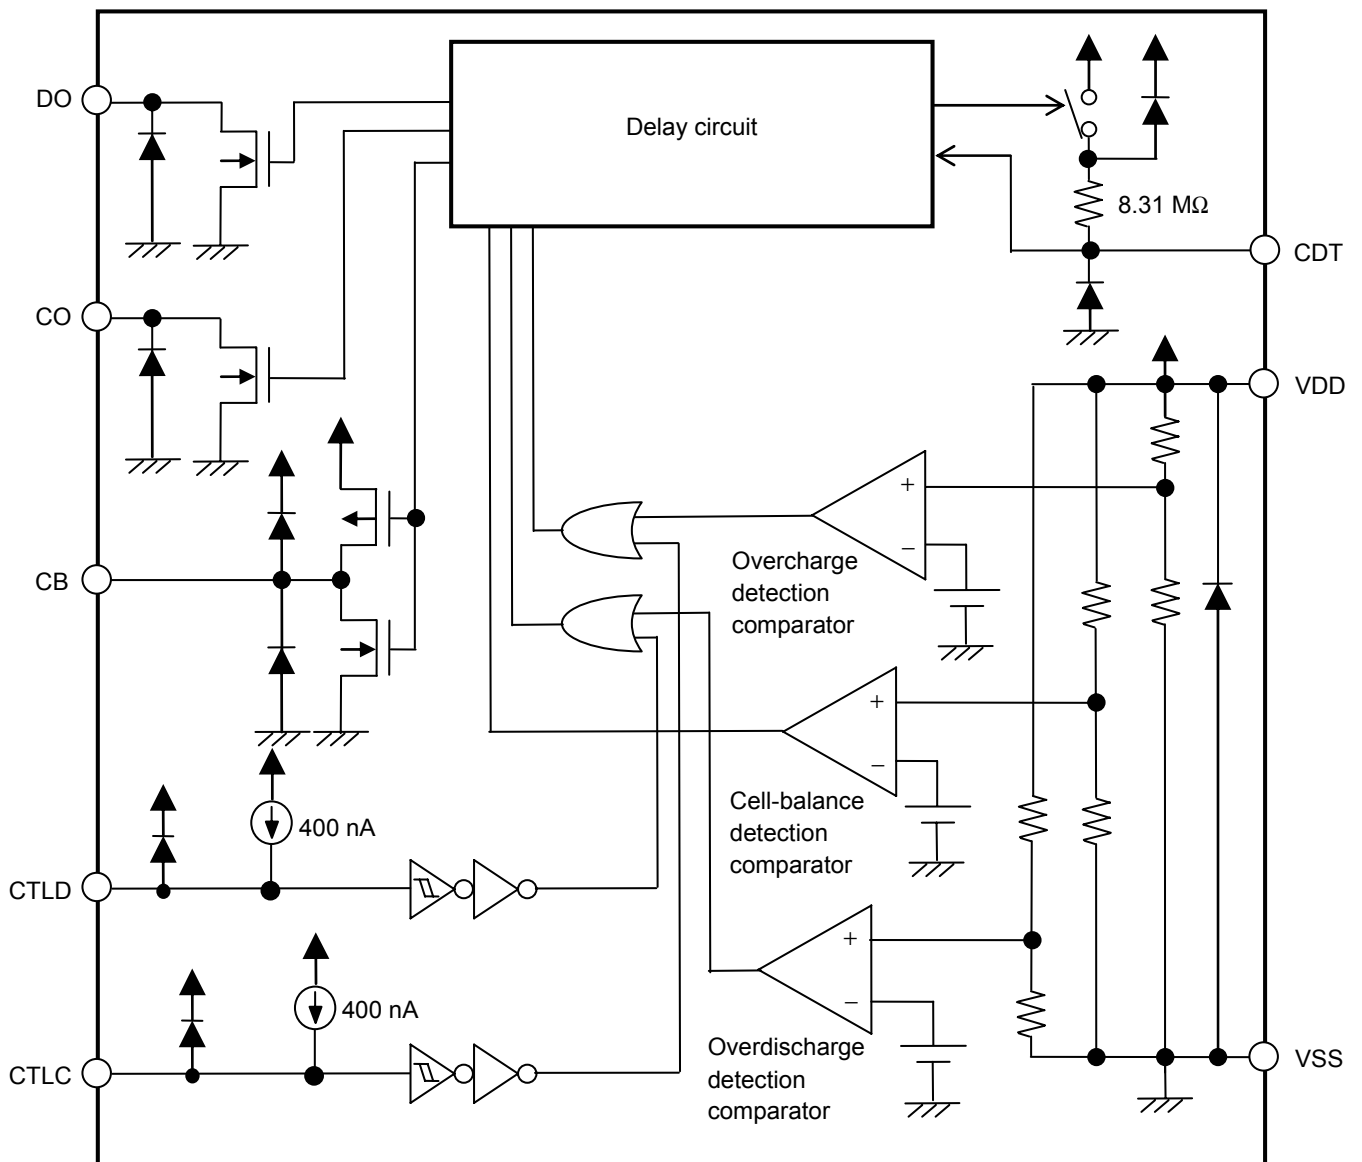 DO
Delay circuit
8.31 MΩ
CDT
CO
VDD
+
−
Overcharge
detection
comparator
CB
+
−
Cell-balance
detection
comparator
400 nA
CTLD
+
−
400 nA
Overdischarge
detection
comparator
CTLC
VSS